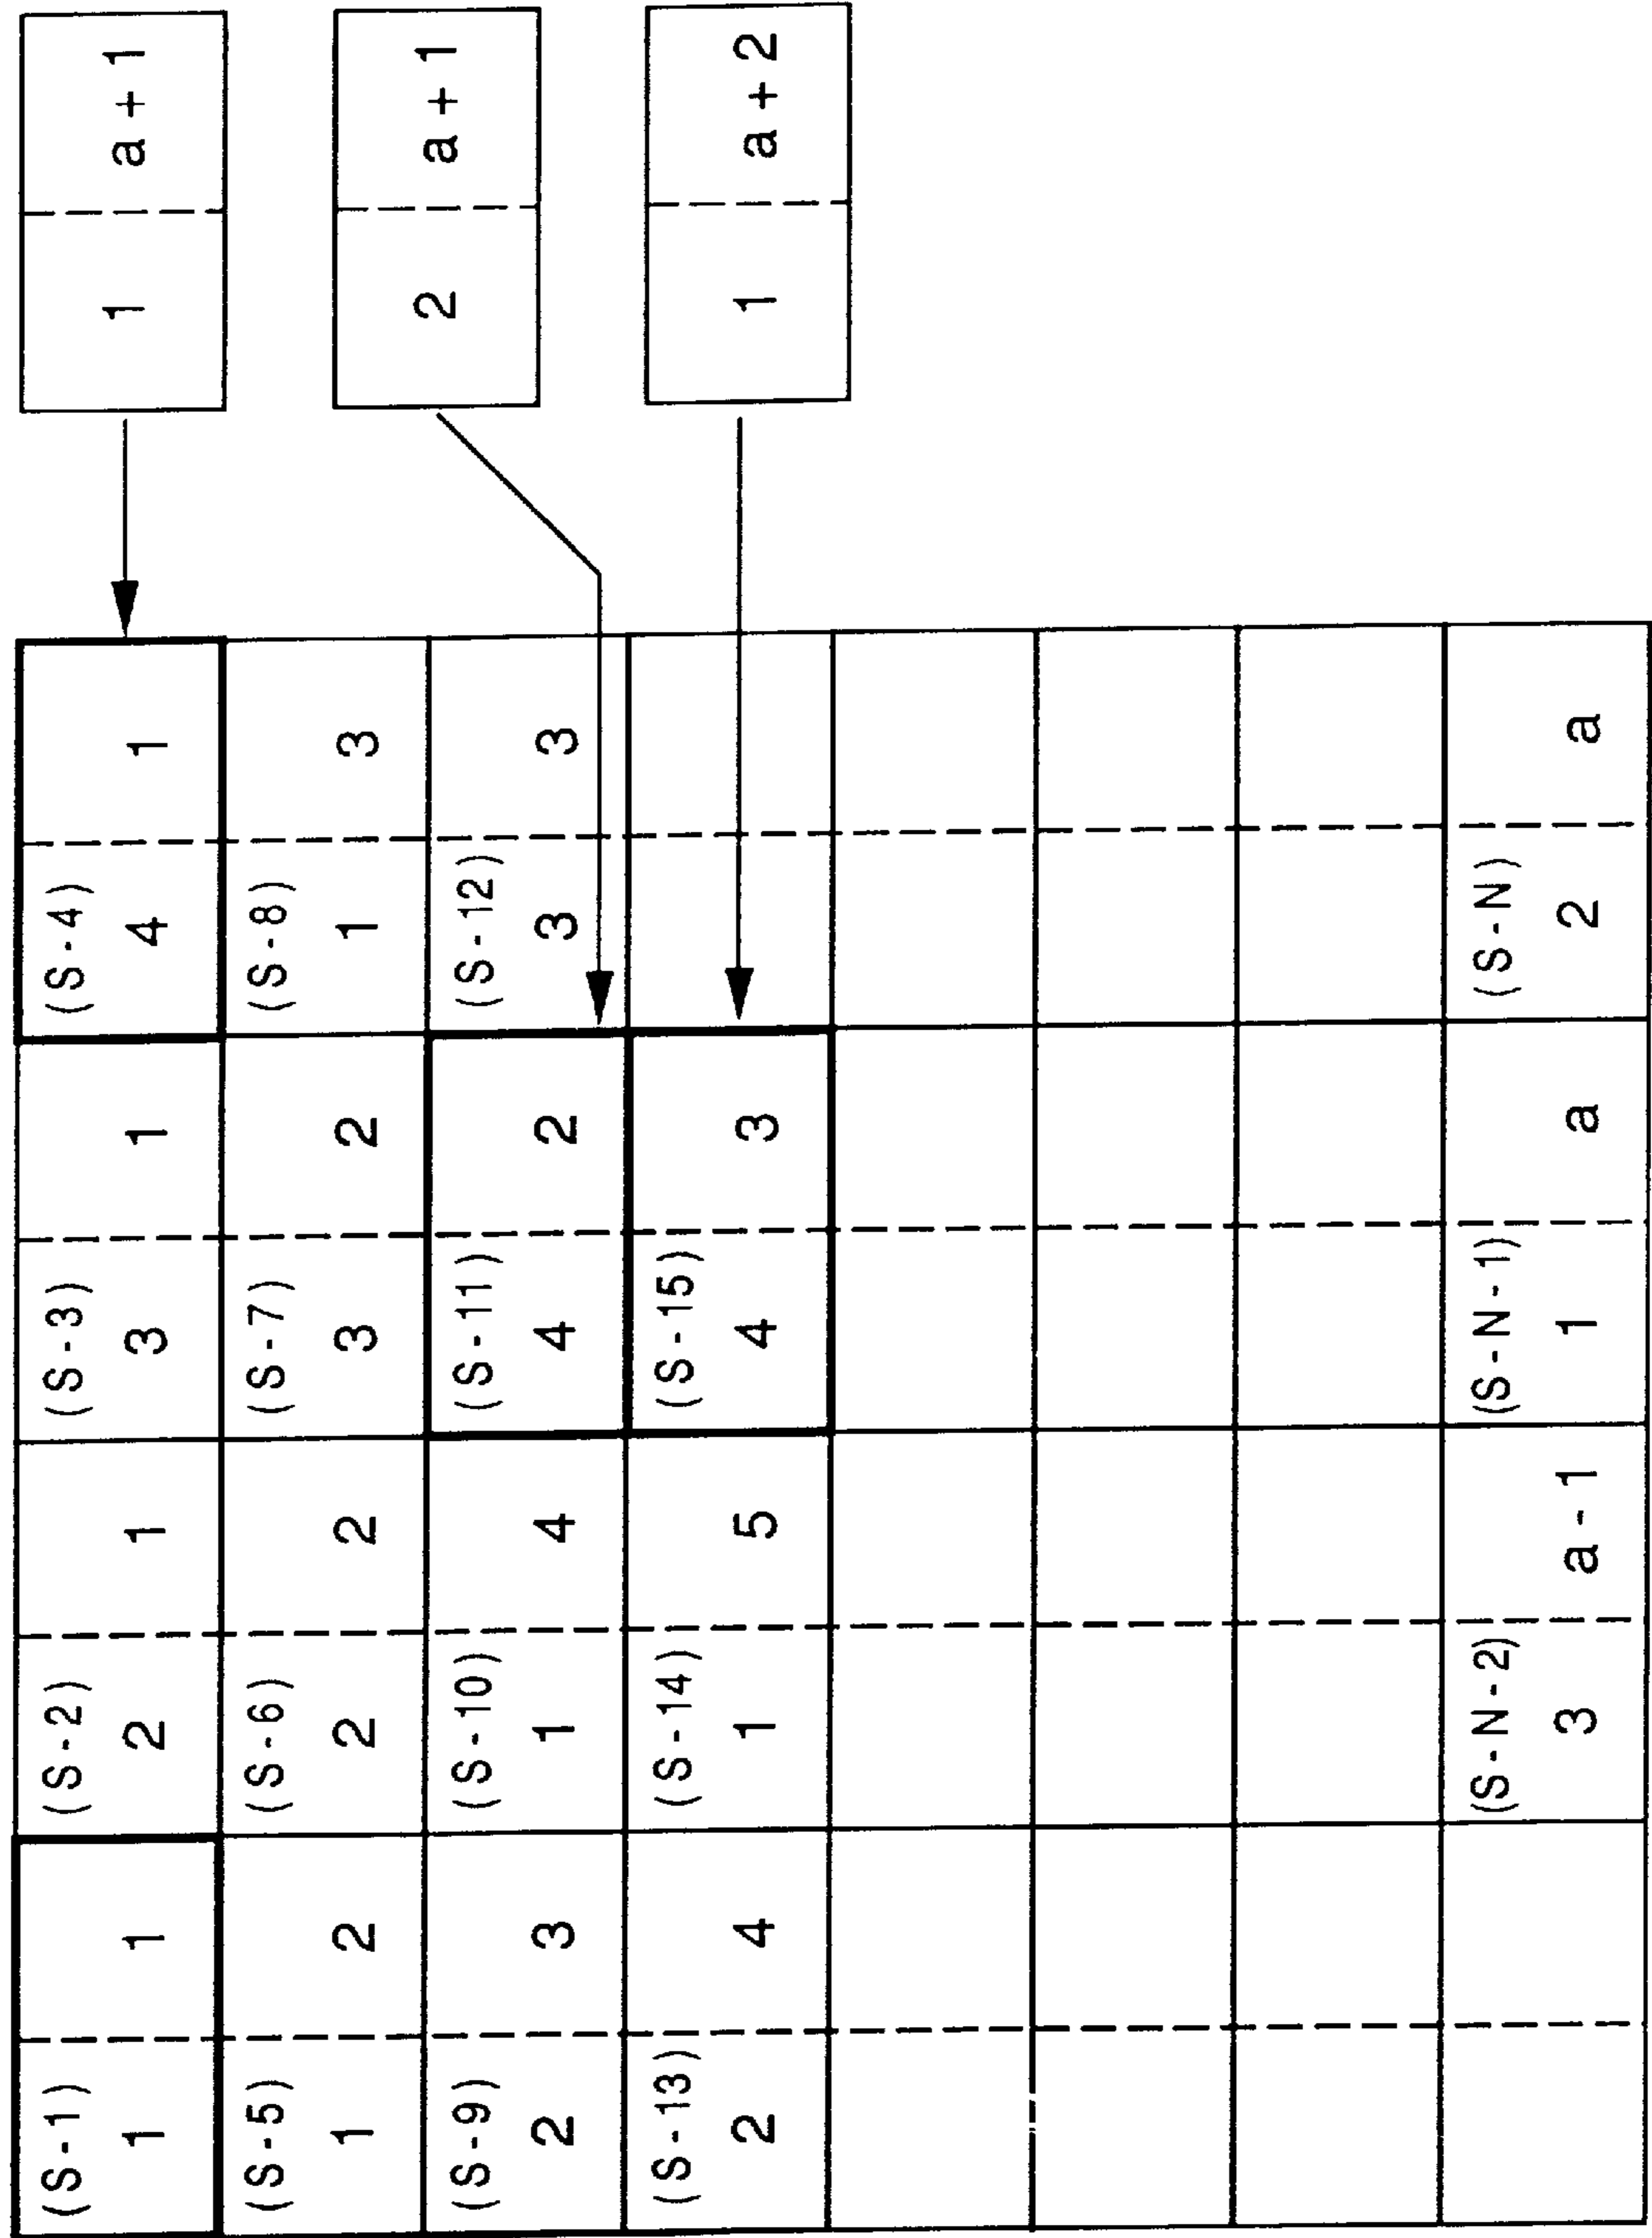 (S-1) (S-2) (S-3) (S-4)
1 1 2 1 3 1 4 1
1 a+1
(S-5) (S-6) (S-7) (S-8)
1 2 2 2 3 2 1 3
2 a+1
(S-9) (S-10) (S-11) (S-12)
2 3 1 4 4 2 3 3
1 a+2
(S-13) (S-14) (S-15)
2 4 1 5 4 3
(S-N-2) (S-N-1) (S-N)
3 a-1 1 a 2 a